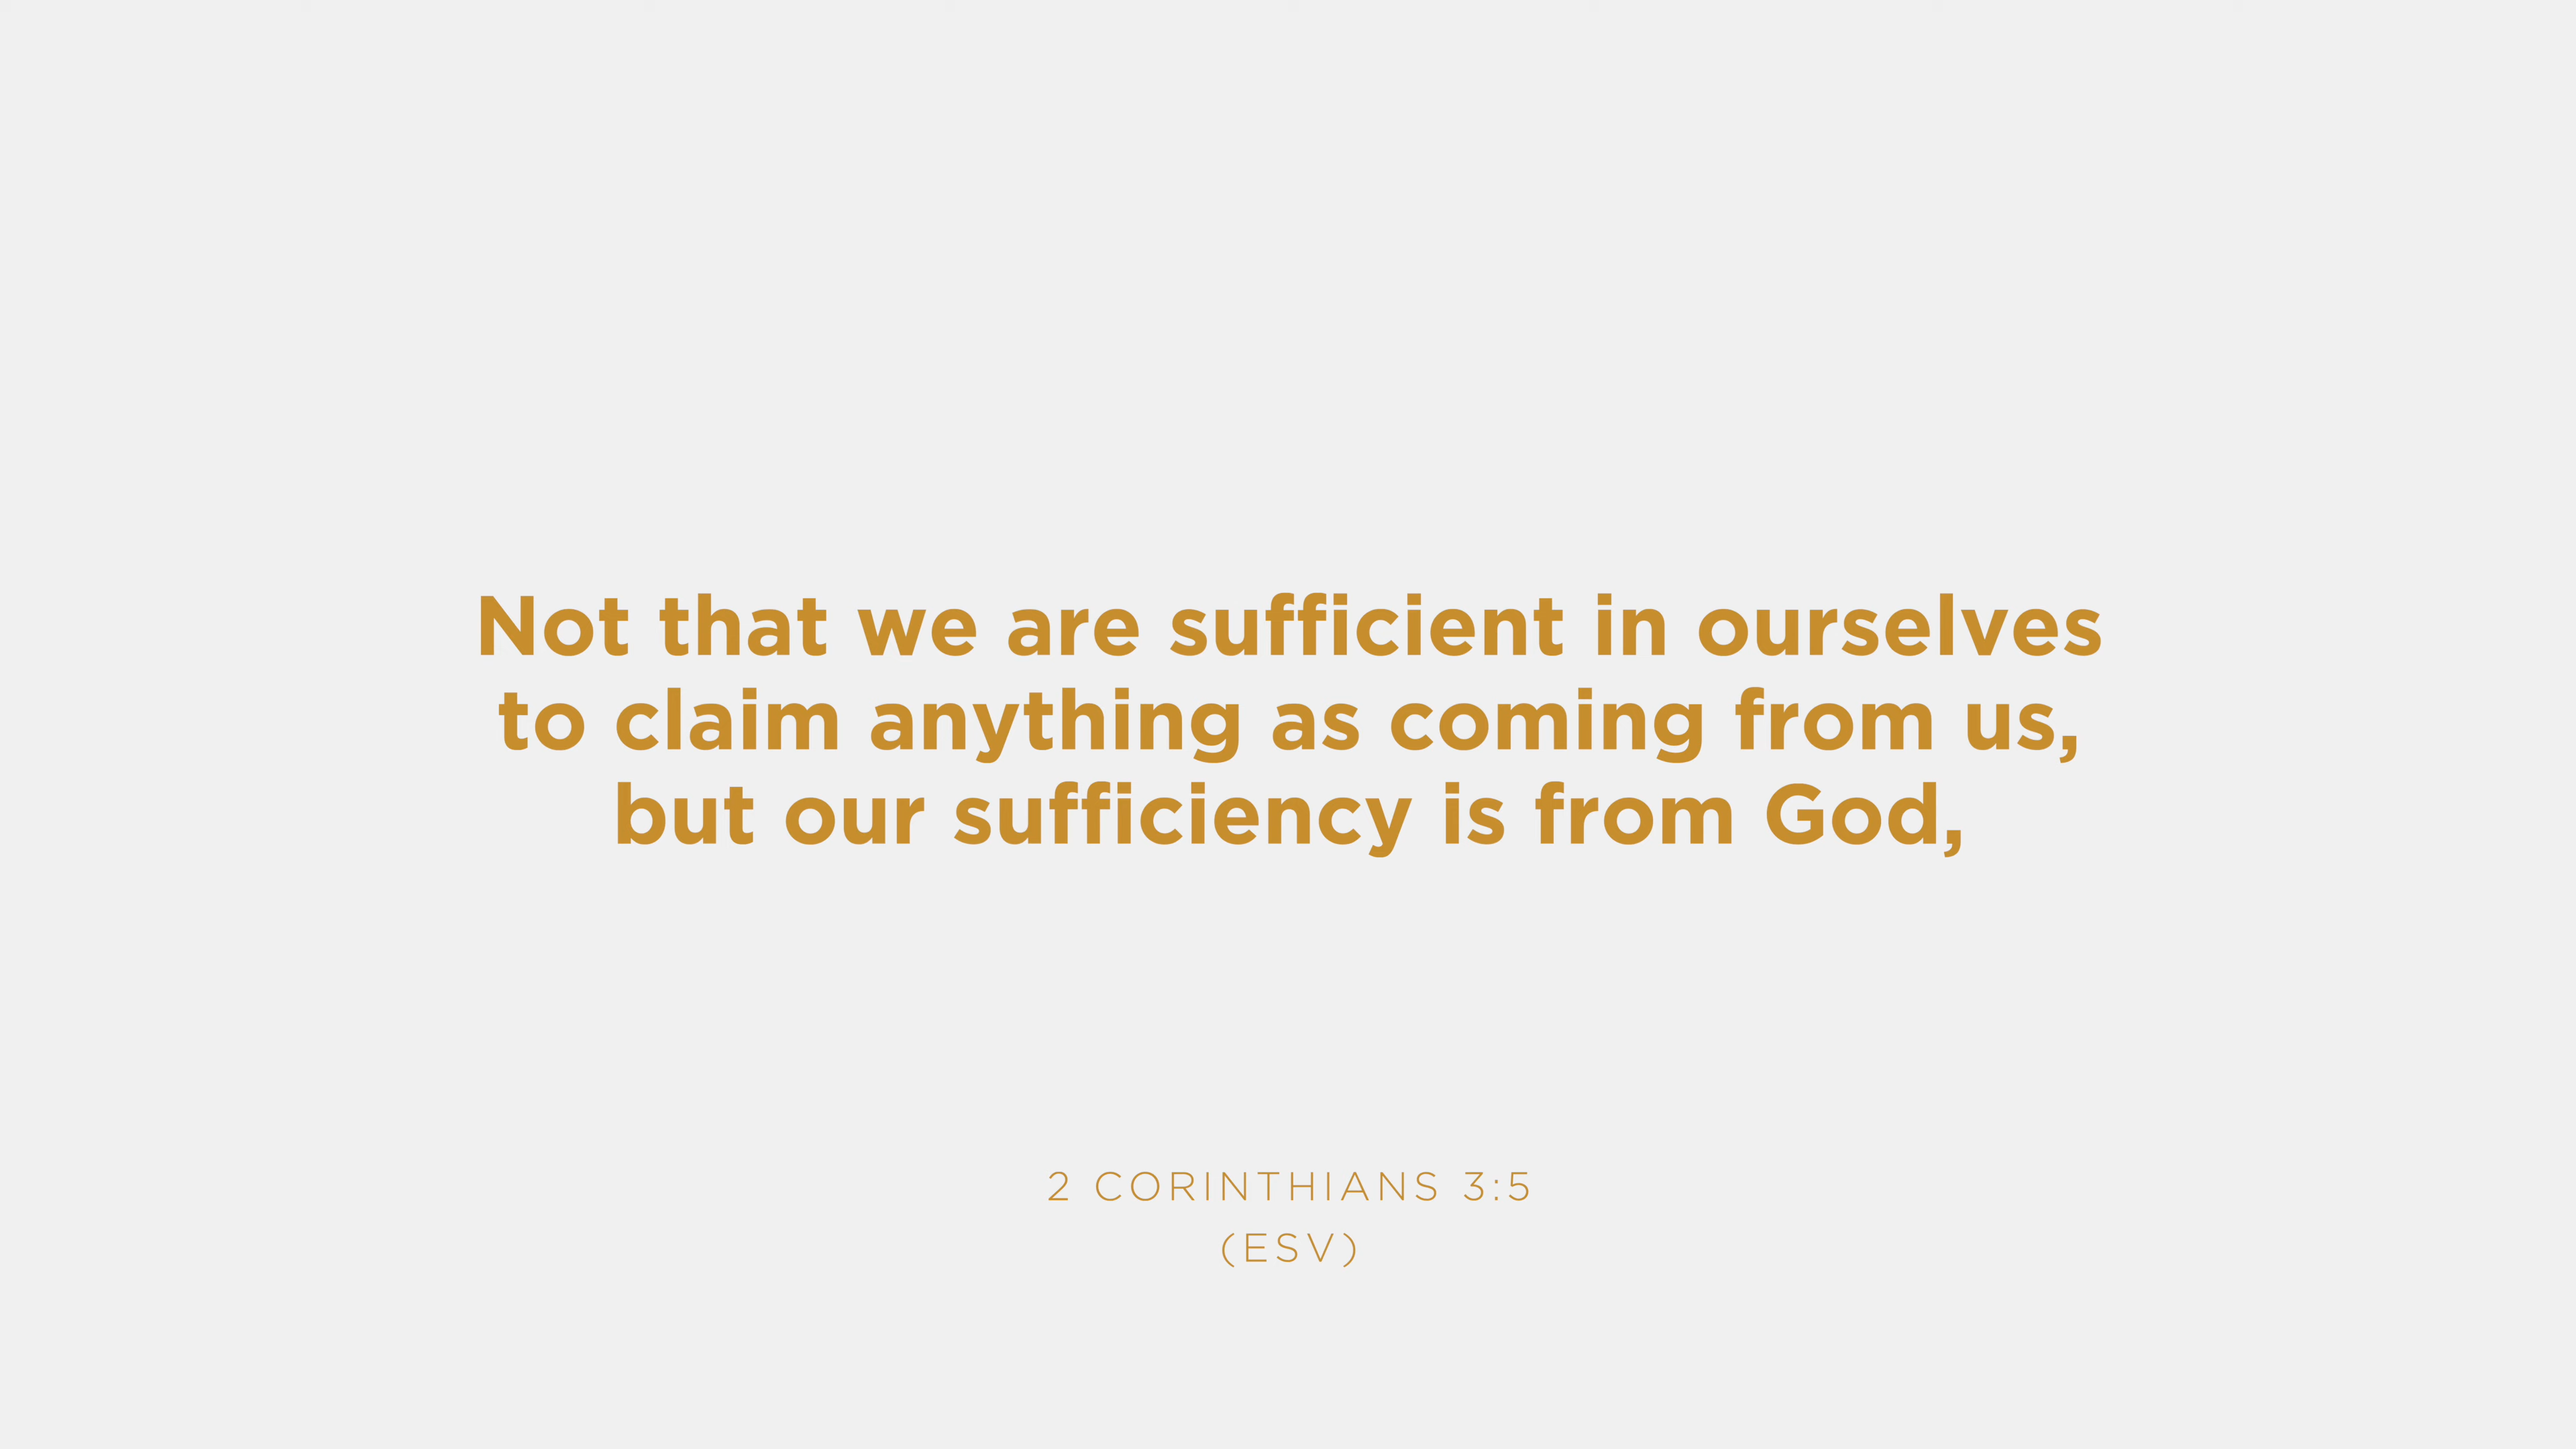 Not that we are sufficient in ourselves
to claim anything as coming from us,
but our sufficiency is from God,
2 CORINTHIANS 3:5
(ESV)